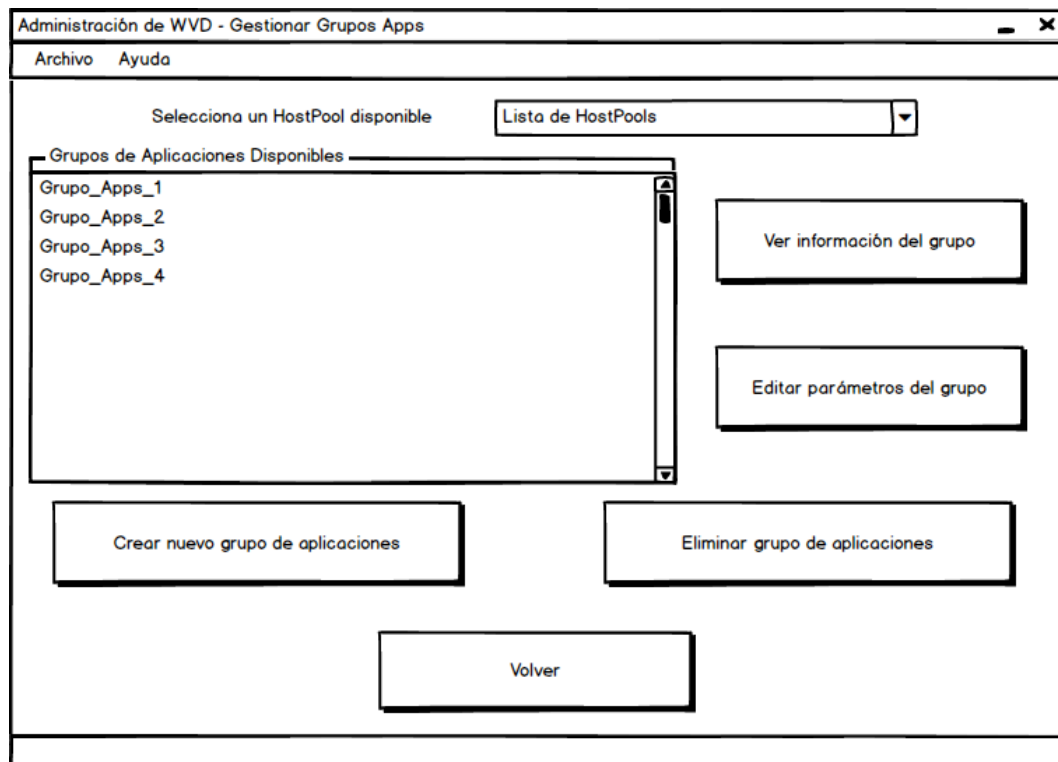 Administración de WVD - Gestionar Grupos Apps
Archivo Ayuda
Selecciona un HostPool disponible Lista de HostPools
Grupos de Aplicaciones Disponibles
Grupo_Apps_1
Grupo_Apps_2
Grupo_Apps_3
Grupo_Apps_4
Ver información del grupo
Editar parámetros del grupo
Crear nuevo grupo de aplicaciones Eliminar grupo de aplicaciones
Volver